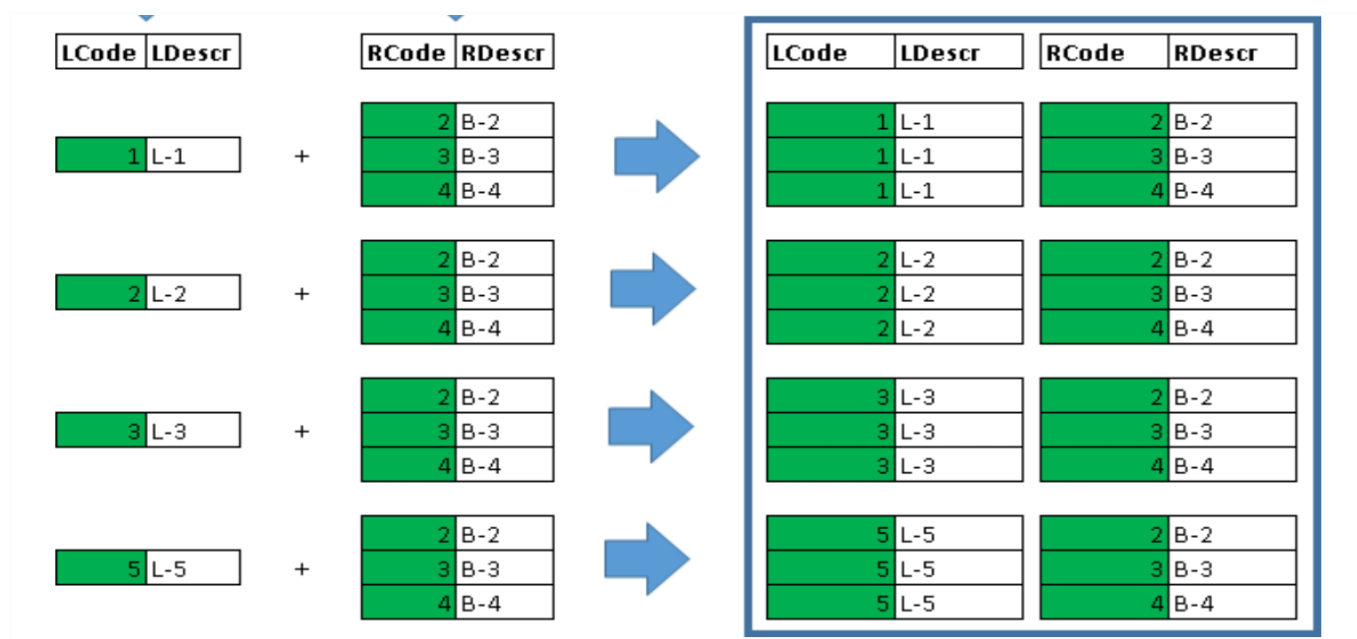 LCode LDescr RCode RDescr LCode LDescr RCode RDescr
2 B-2 1 L-1 2 B-2
1 L-1 + 3 B-3 1 L-1 3 B-3
4 B-4 1 L-1 4 B-4
2 B-2 2 L-2 2 B-2
2 L-2 + 3 B-3 2 L-2 3 B-3
4 B-4 2 L-2 4 B-4
2 B-2 3 L-3 2 B-2
3 L-3 + 3 B-3 3 L-3 3 B-3
4 B-4 3 L-3 4 B-4
2 B-2 5 L-5 2 B-2
5 L-5 + 3 B-3 5 L-5 3 B-3
4 B-4 5 L-5 4 B-4